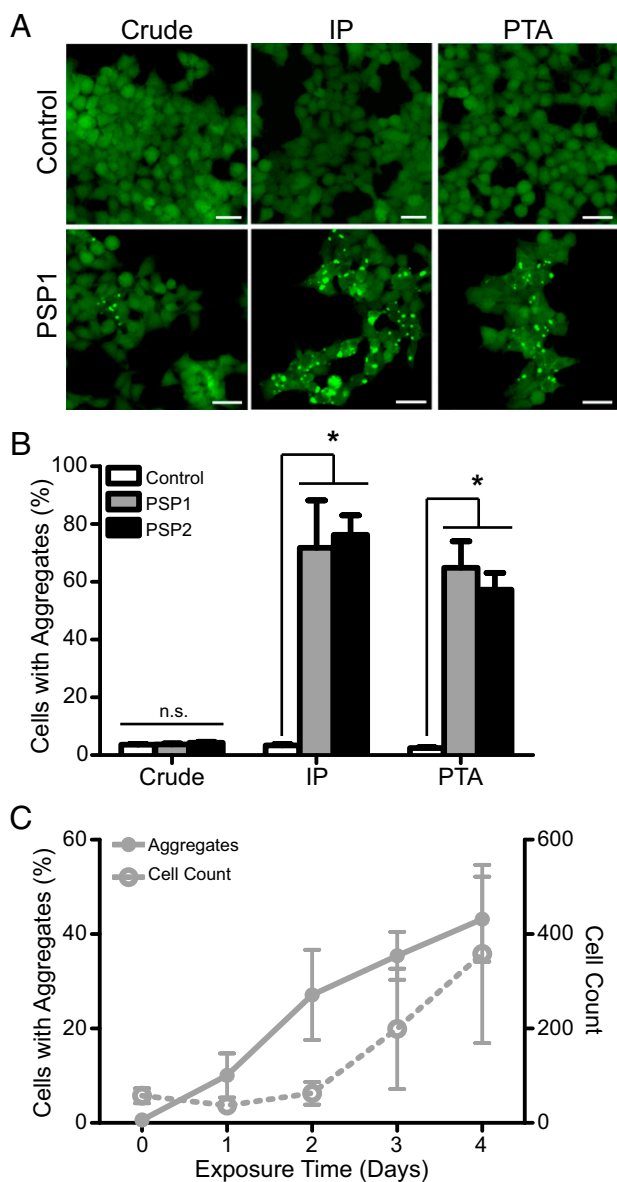 A
Crude IP PTA
Control
PSP1
B
Cells with Aggregates (%)
100
80
60
40
20
0
Control
PSP1
PSP2
n.s.
*
*
Crude IP PTA
C
Cells with Aggregates (%)
60
40
20
0
Aggregates
Cell Count
600
400
200
0
Cell Count
0 1 2 3 4
Exposure Time (Days)